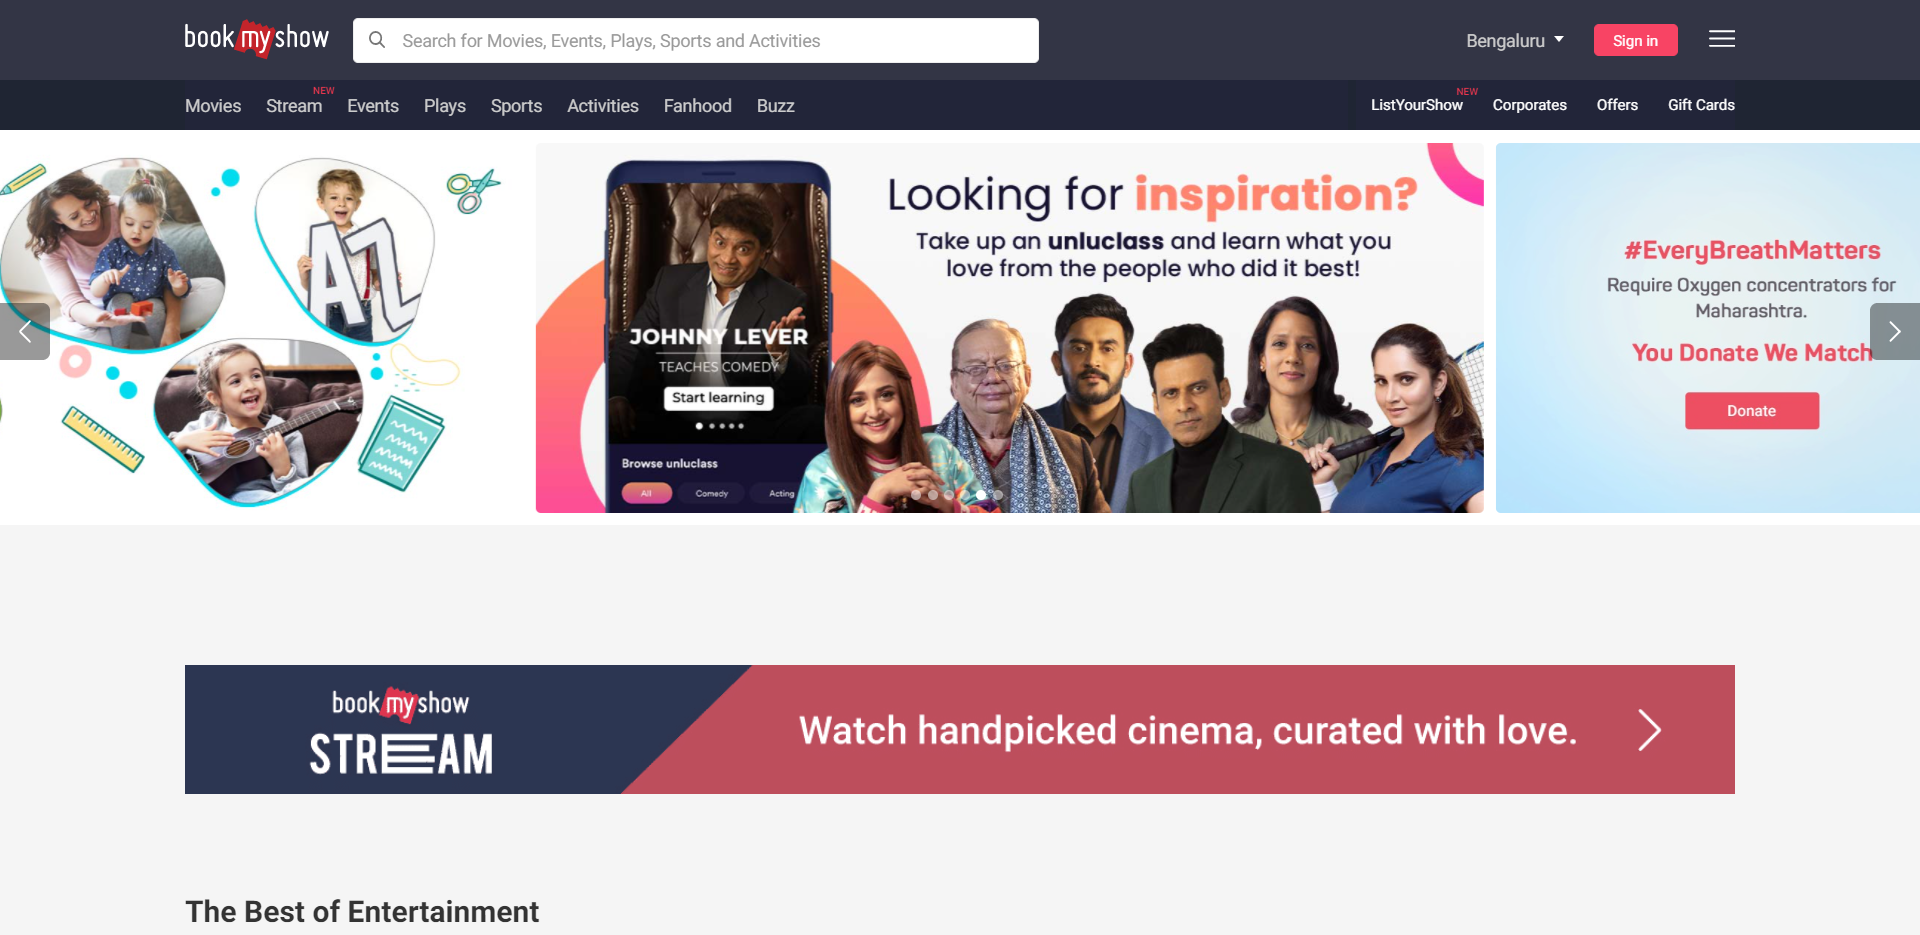 book my show
Search for Movies, Events, Plays, Sports and Activities
Bengaluru
Sign in
Movies
Stream
NEW
Events
Plays
Sports
Activities
Fanhood
Buzz
ListYourShow
NEW
Corporates
Offers
Gift Cards
AZ
JOHNNY LEVER
TEACHES COMEDY
Start learning
Browse unluclass
All
Comedy
Acting
Looking for inspiration?
Take up an unluclass and learn what you
love from the people who did it best!
#EveryBreathMatters
Require Oxygen concentrators for
Maharashtra.
You Donate We Match
Donate
book my show
STREAM
Watch handpicked cinema, curated with love.
The Best of Entertainment